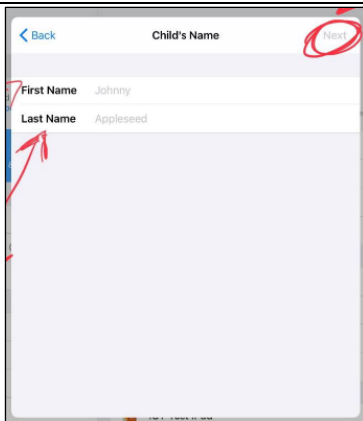 Back
Child's Name
Next
First Name Johnny
Last Name Appleseed